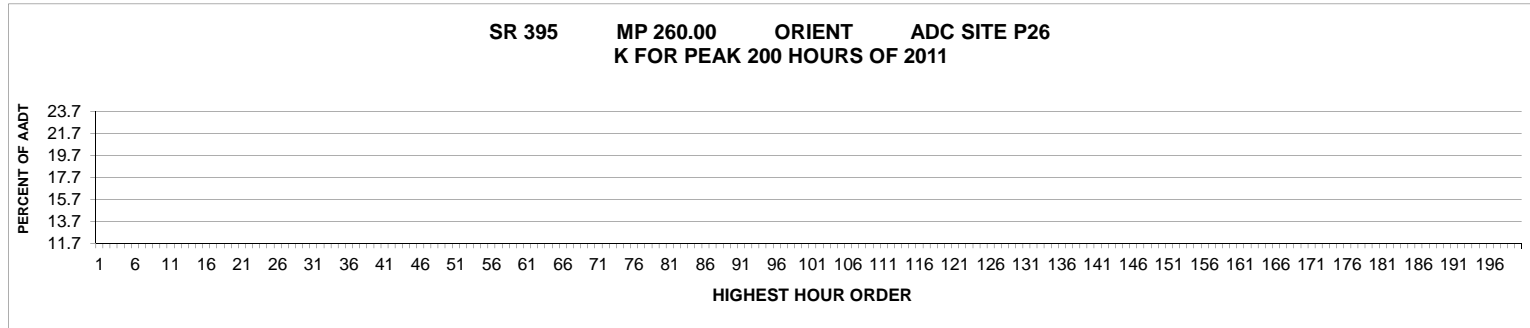 SR 395 MP 260.00 ORIENT ADC SITE P26
K FOR PEAK 200 HOURS OF 2011
PERCENT OF AADT
23.7
21.7
19.7
17.7
15.7
13.7
11.7
1 6 11 16 21 26 31 36 41 46 51 56 61 66 71 76 81 86 91 96 101 106 111 116 121 126 131 136 141 146 151 156 161 166 171 176 181 186 191 196
HIGHEST HOUR ORDER